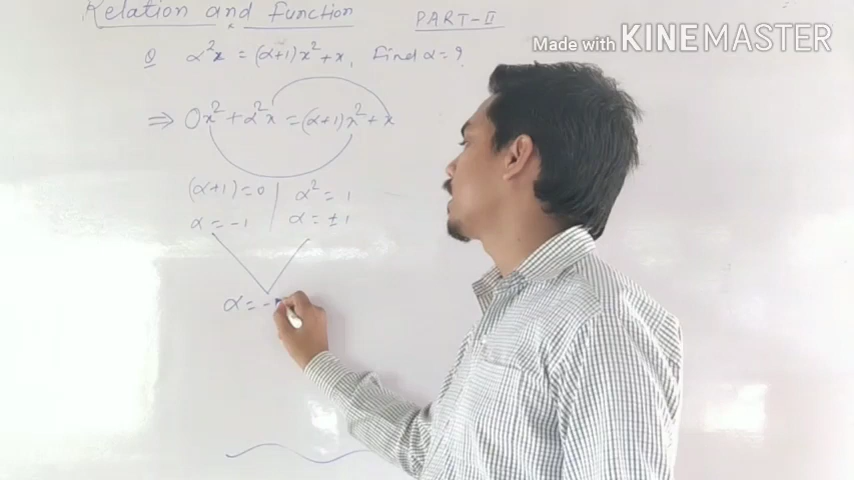 Relation and Function PART-II
Made with KINEMASTER
Q α²x = (α+1)x² + x, Find α = ?
⇒ 0x² + α²x = (α+1)x² + x
(α+1) = 0 | α² = 1
α = -1 | α = ±1
α = -